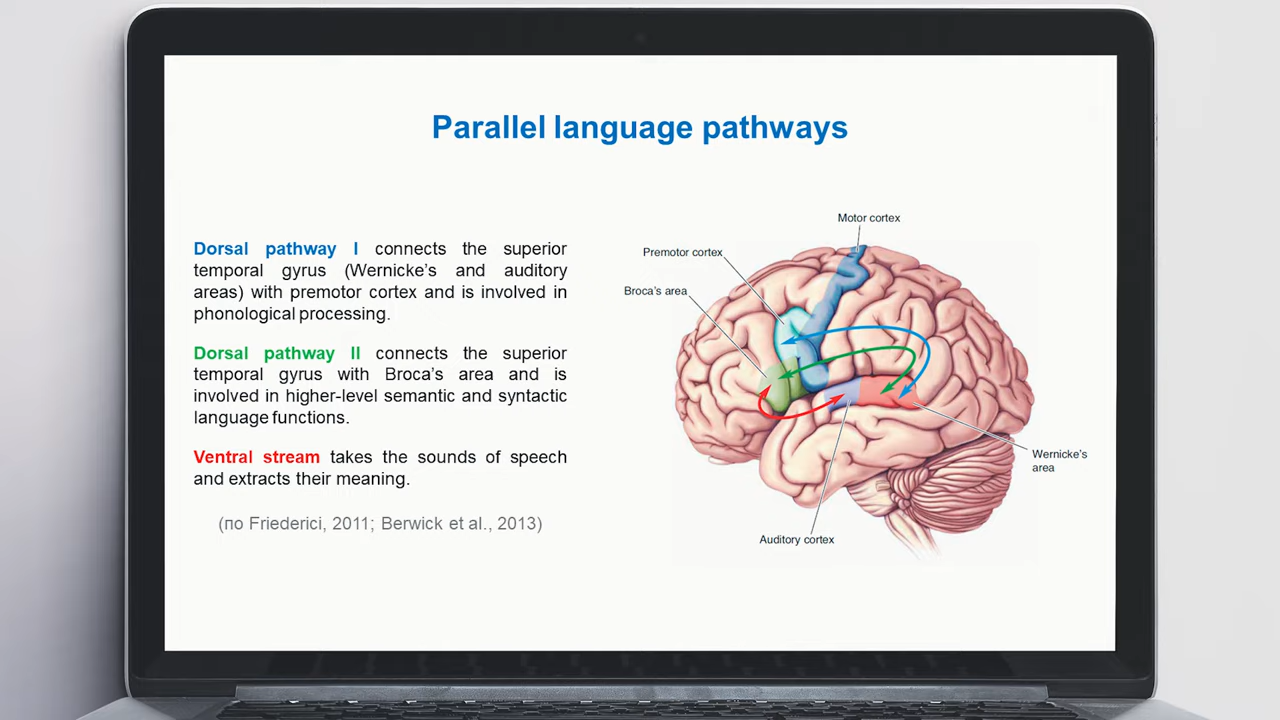 Parallel language pathways
Dorsal pathway I connects the superior
temporal gyrus (Wernicke's and auditory
areas) with premotor cortex and is involved in
phonological processing.
Dorsal pathway II connects the superior
temporal gyrus with Broca's area and is
involved in higher-level semantic and syntactic
language functions.
Ventral stream takes the sounds of speech
and extracts their meaning.
(по Friederici, 2011; Berwick et al., 2013)
Motor cortex
Premotor cortex
Broca's area
Wernicke's
area
Auditory cortex